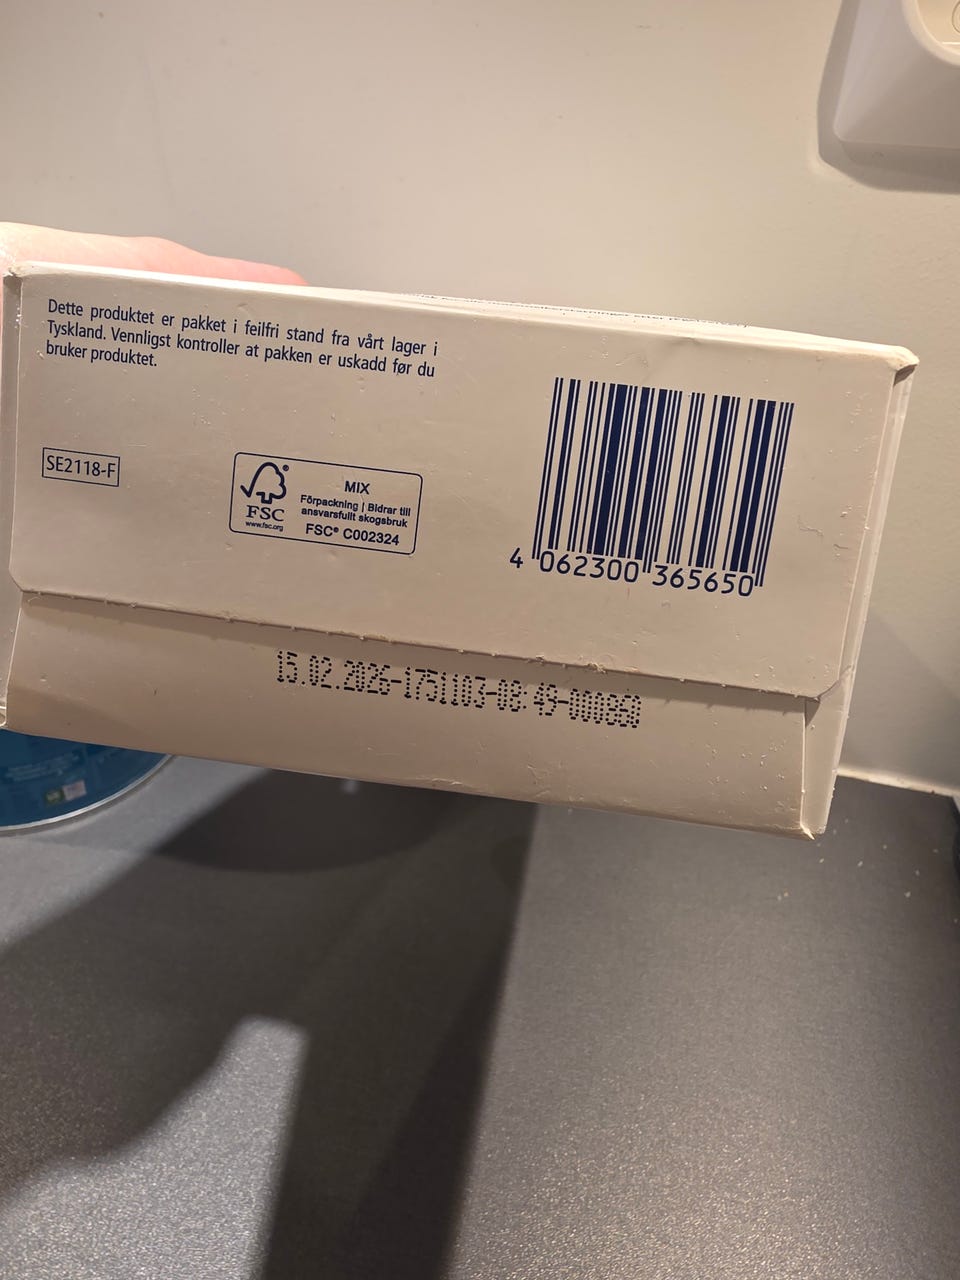 Dette produktet er pakket i feilfri stand fra vårt lager i
Tyskland. Vennligst kontroller at pakken er uskadd før du
bruker produktet.
SE2118-F
FSC®
www.fsc.org
MIX
Förpackning | Bidrar till
ansvarsfullt skogsbruk
FSC® C002324
4 062300 365650
15.02.2026-1751103-08:49-000860